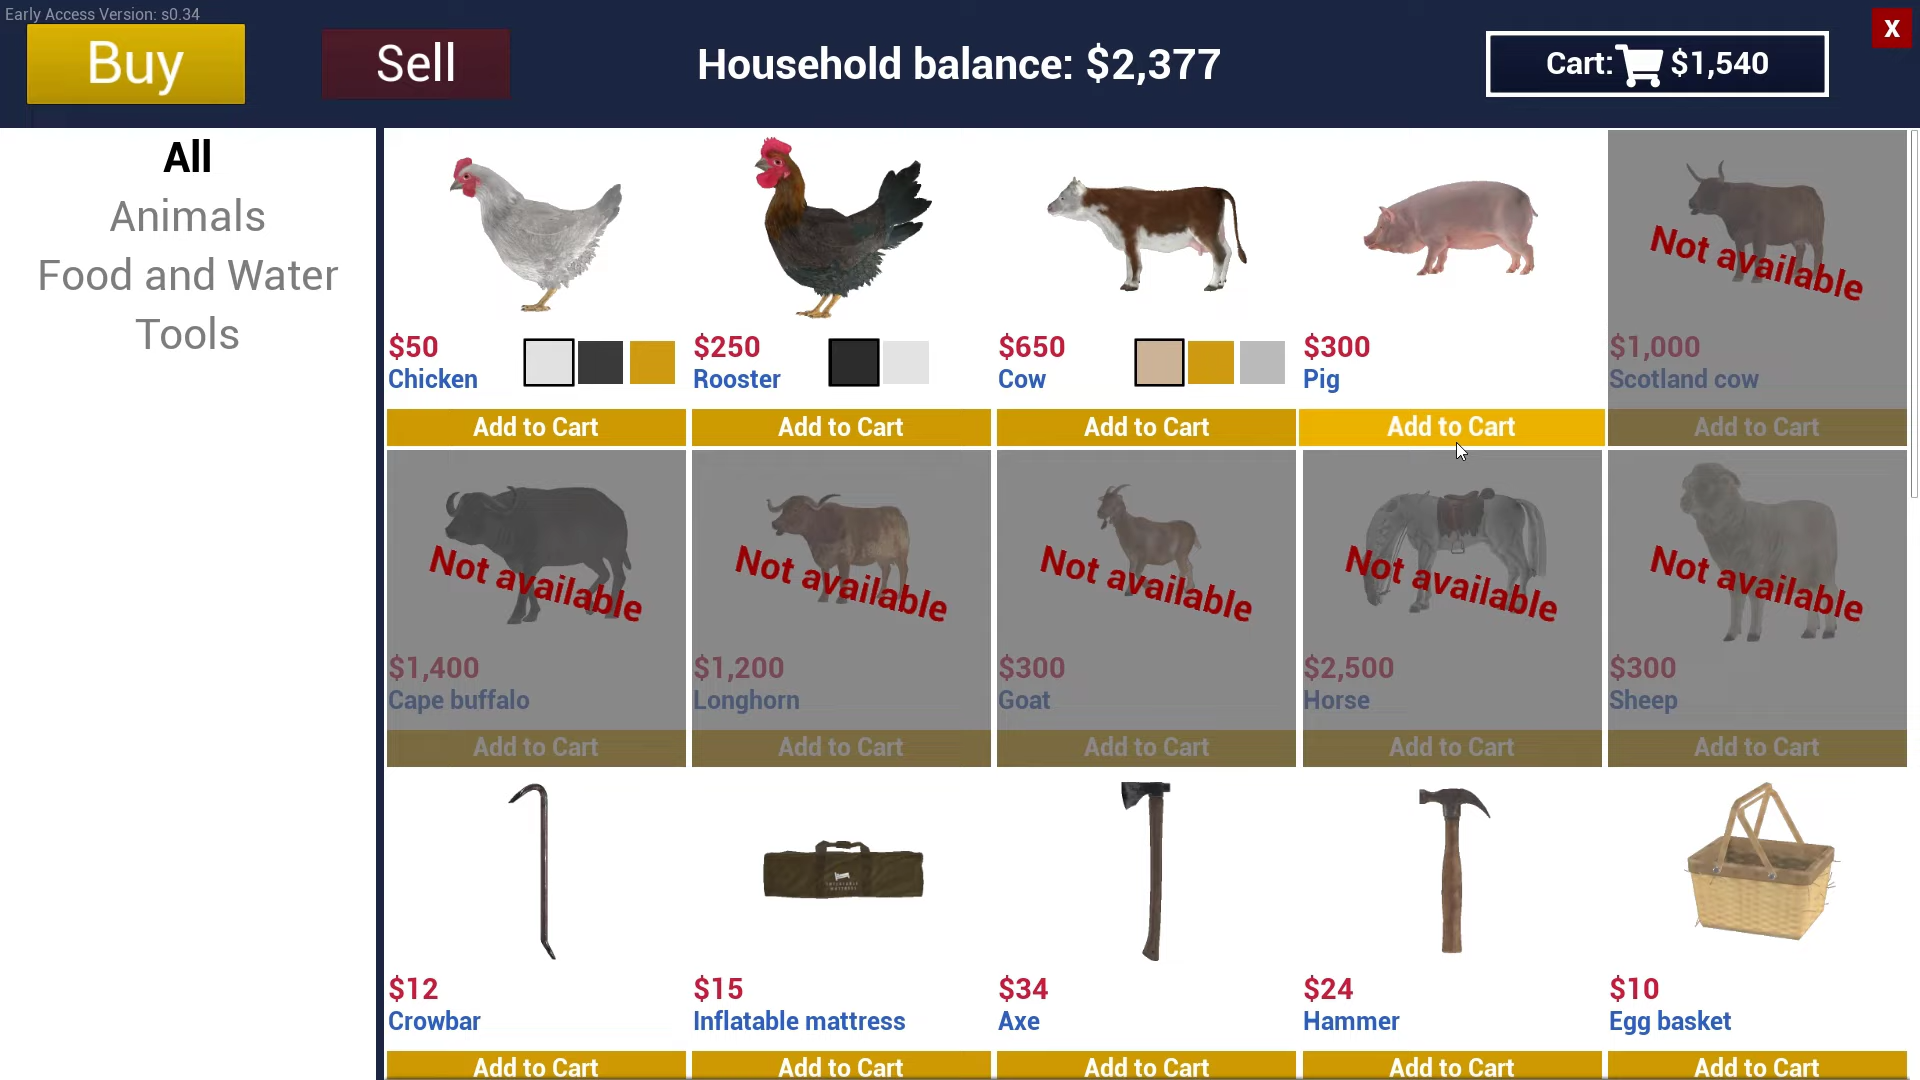 Early Access Version: s0.34
Buy
Sell
Household balance: $2,377
Cart: $1,540
X
All
Animals
Food and Water
Tools
$50
Chicken
Add to Cart
$250
Rooster
Add to Cart
$650
Cow
Add to Cart
$300
Pig
Add to Cart
Not available
$1,000
Scotland cow
Add to Cart
Not available
$1,400
Cape buffalo
Add to Cart
Not available
$1,200
Longhorn
Add to Cart
Not available
$300
Goat
Add to Cart
Not available
$2,500
Horse
Add to Cart
Not available
$300
Sheep
Add to Cart
$12
Crowbar
Add to Cart
INFLATABLE
MATTRESS
$15
Inflatable mattress
Add to Cart
$34
Axe
Add to Cart
$24
Hammer
Add to Cart
$10
Egg basket
Add to Cart